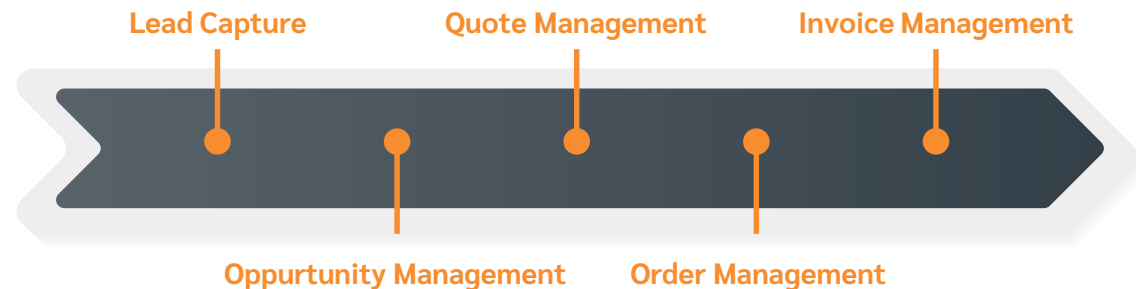 Lead Capture
Quote Management
Invoice Management
Oppurtunity Management
Order Management